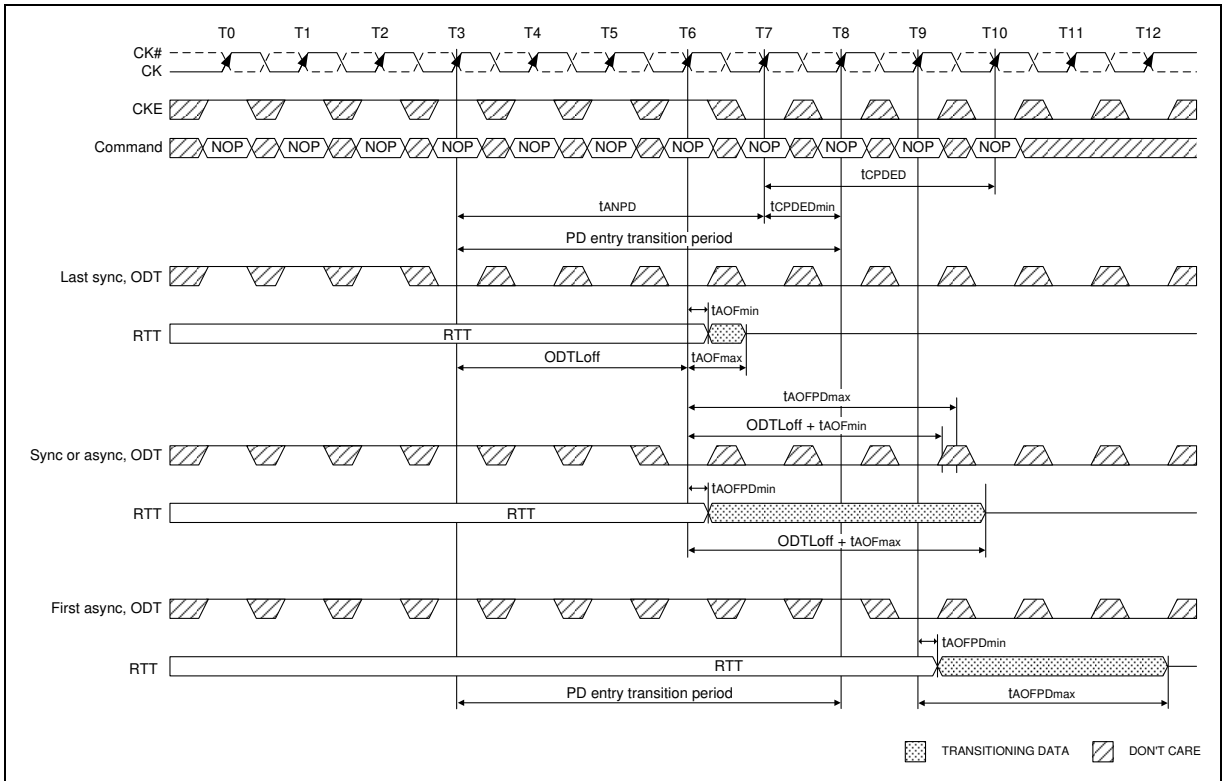 T0 T1 T2 T3 T4 T5 T6 T7 T8 T9 T10 T11 T12
CK#
CK
CKE
Command NOP NOP NOP NOP NOP NOP NOP NOP NOP NOP NOP
tCPDED
tANPD tCPDEDmin
PD entry transition period
Last sync, ODT
tAOFmin
RTT RTT
ODTLoff tAOFmax
tAOFPDmax
ODTLoff + tAOFmin
Sync or async, ODT
tAOFPDmin
RTT RTT
ODTLoff + tAOFmax
First async, ODT
tAOFPDmin
RTT RTT
PD entry transition period tAOFPDmax
TRANSITIONING DATA DON'T CARE